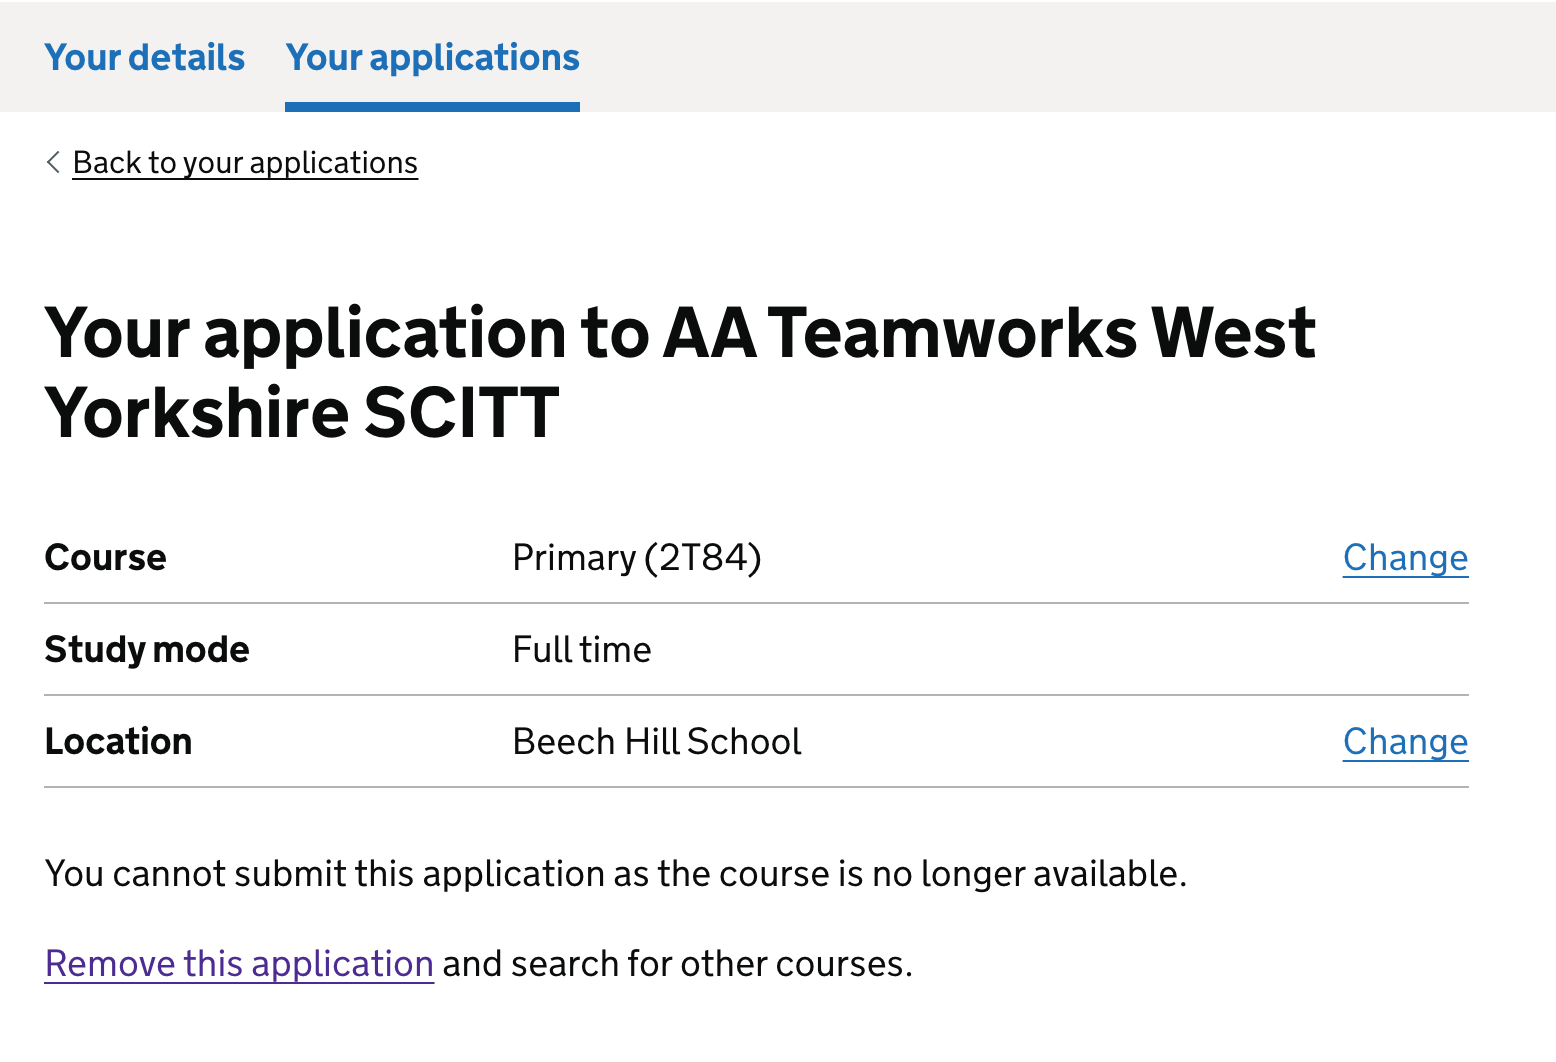 Your details Your applications
Back to your applications
Your application to AA Teamworks West
Yorkshire SCITT
Course Primary (2T84) Change
Study mode Full time
Location Beech Hill School Change
You cannot submit this application as the course is no longer available.
Remove this application and search for other courses.